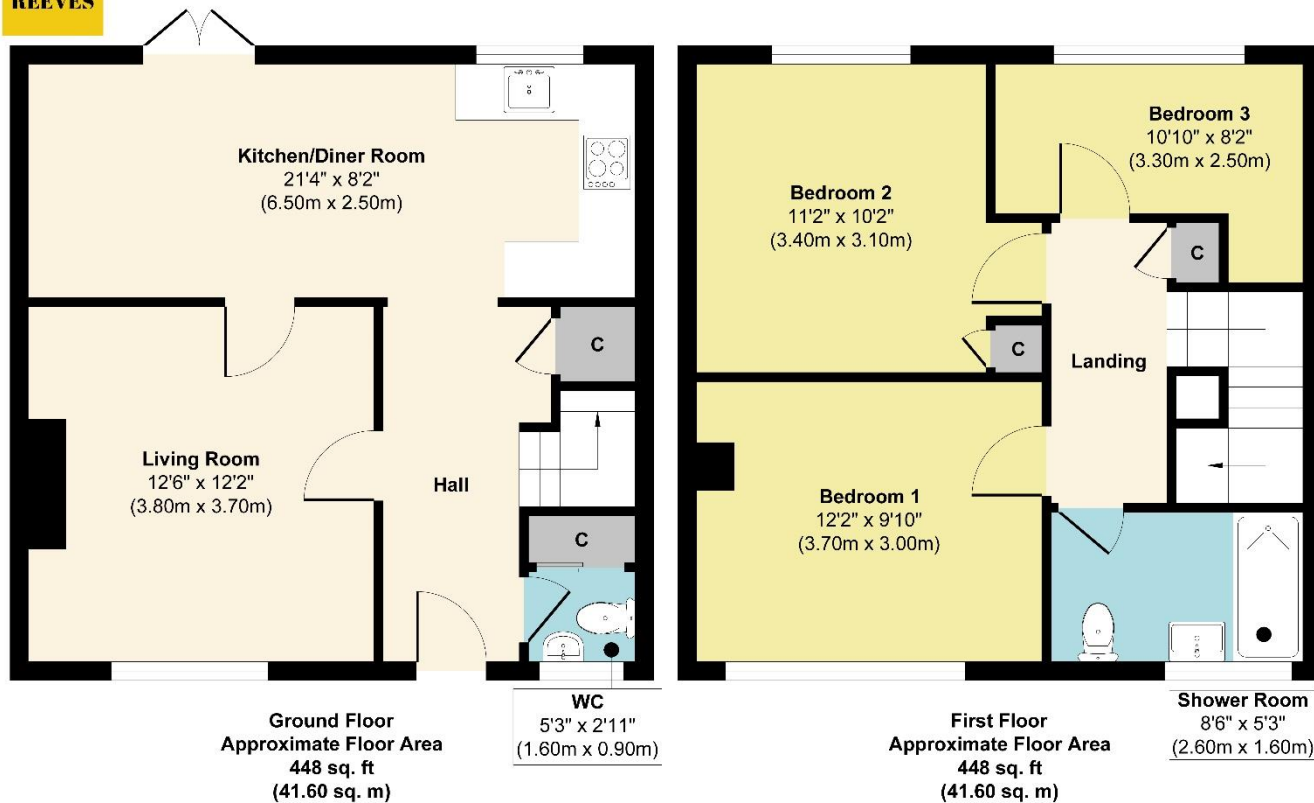 REEVES
Kitchen/Diner Room
21'4" x 8'2"
(6.50m x 2.50m)
Living Room
12'6" x 12'2"
(3.80m x 3.70m)
Hall
C
C
WC
5'3" x 2'11"
(1.60m x 0.90m)
Ground Floor
Approximate Floor Area
448 sq. ft
(41.60 sq. m)
Bedroom 3
10'10" x 8'2"
(3.30m x 2.50m)
Bedroom 2
11'2" x 10'2"
(3.40m x 3.10m)
C
C
Landing
Bedroom 1
12'2" x 9'10"
(3.70m x 3.00m)
Shower Room
8'6" x 5'3"
(2.60m x 1.60m)
First Floor
Approximate Floor Area
448 sq. ft
(41.60 sq. m)